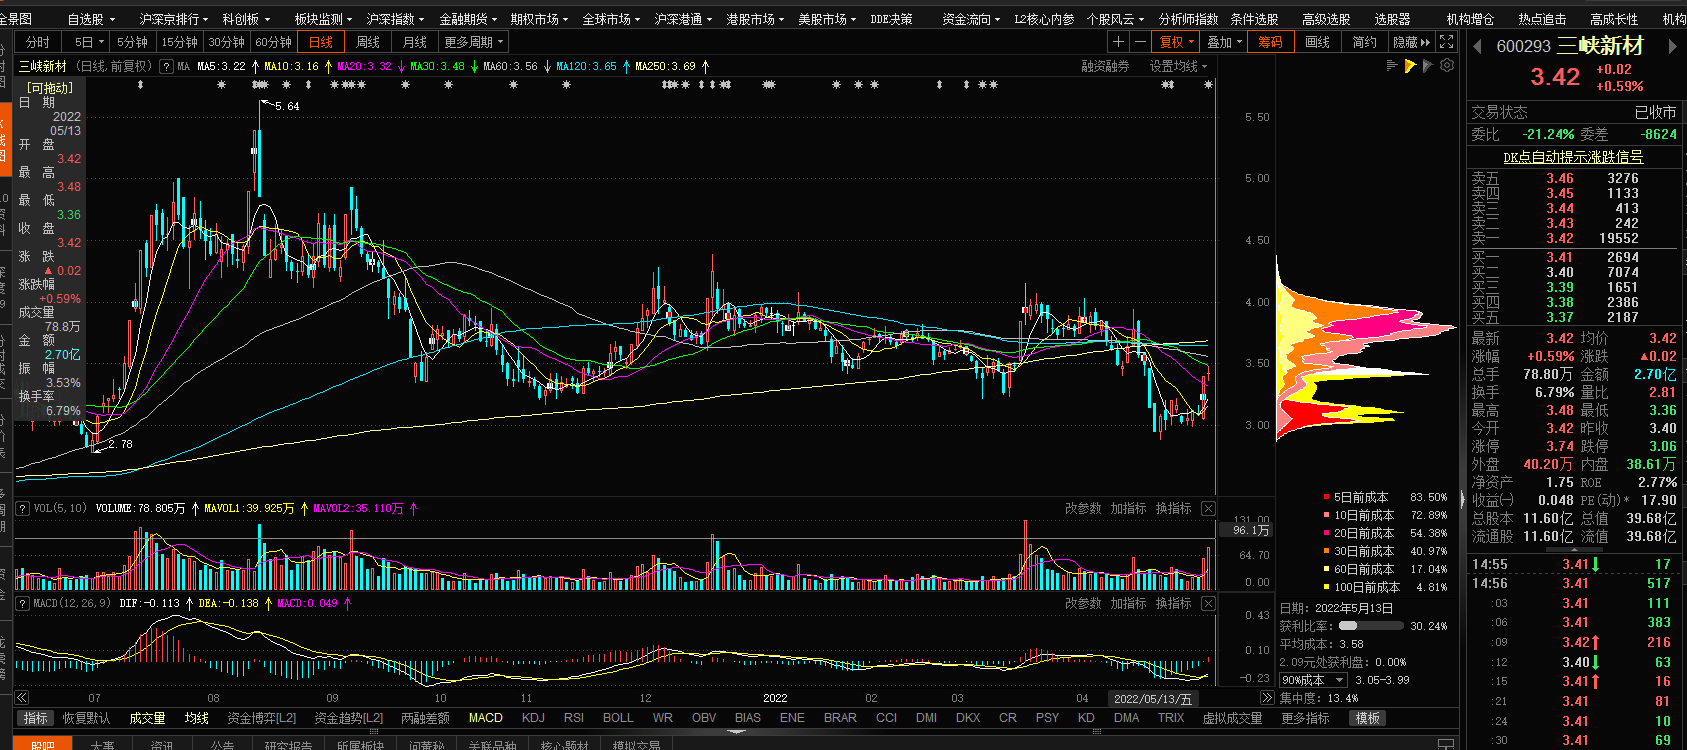 全景图 自选股 沪深京排行 科创板 板块监测 沪深指数 金融期货 期权市场 全球市场 沪深港通 港股市场 美股市场 DDE决策 资金流向 L2核心内参 个股风云 分析师指数 条件选股 高级选股 选股器 机构增仓 热点追击 高成长性 机构
分时 5日 5分钟 15分钟 30分钟 60分钟 日线 周线 月线 更多周期 复权 叠加 筹码 画线 简约 隐藏
三峡新材 (日线,前复权) ? MA MA5:3.22 MA10:3.16 MA20:3.32 MA30:3.48 MA60:3.56 MA120:3.65 MA250:3.69 融资融券 设置均线
[可拖动]
日 期
2022
05/13
开 盘
3.42
最 高
3.48
最 低
3.36
收 盘
3.42
涨 跌
▲0.02
涨跌幅
+0.59%
成交量
78.8万
金 额
2.70亿
振 幅
3.53%
换手率
6.79%
5.64
2.78
5.50
5.00
4.50
4.00
3.50
3.00
? VOL(5,10) VOLUME:78.805万 MAVOL1:39.925万 MAVOL2:35.110万 改参数 加指标 换指标
131.00
96.1万
64.70
0.00
? MACD(12,26,9) DIF:-0.113 DEA:-0.138 MACD:0.049 改参数 加指标 换指标
0.43
0.10
-0.23
07 08 09 10 11 12 2022 02 03 04 2022/05/13/五
5日前成本 83.50%
10日前成本 72.89%
20日前成本 54.38%
30日前成本 40.97%
60日前成本 17.04%
100日前成本 4.81%
日期: 2022年5月13日
获利比率: 30.24%
平均成本: 3.58
2.09元处获利盘: 0.00%
90%成本 3.05-3.99
集中度: 13.4%
指标 恢复默认 成交量 均线 资金博弈[L2] 资金趋势[L2] 两融差额 MACD KDJ RSI BOLL WR OBV BIAS ENE BRAR CCI DMI DKX CR PSY KD DMA TRIX 虚拟成交量 更多指标 模板
股吧 大事 资讯 公告 研究报告 所属板块 问董秘 关联品种 核心题材 模拟交易
600293 三峡新材
3.42 +0.02
+0.59%
交易状态 已收市
委比 -21.24% 委差 -8624
DK点自动提示涨跌信号
卖五 3.46 3276
卖四 3.45 1133
卖三 3.44 413
卖二 3.43 242
卖一 3.42 19552
买一 3.41 2694
买二 3.40 7074
买三 3.39 1651
买四 3.38 2386
买五 3.37 2187
最新 3.42 均价 3.42
涨幅 +0.59% 涨跌 ▲0.02
总手 78.80万 金额 2.70亿
换手 6.79% 量比 2.81
最高 3.48 最低 3.36
今开 3.42 昨收 3.40
涨停 3.74 跌停 3.06
外盘 40.20万 内盘 38.61万
净资产 1.75 ROE 2.77%
收益㈠ 0.048 PE(动)* 17.90
总股本 11.60亿 总值 39.68亿
流通股 11.60亿 流值 39.68亿
14:55 3.41↓ 17
14:56 3.41 517
:03 3.41 111
:06 3.41 383
:09 3.42↑ 216
:12 3.40↓ 63
:15 3.41↑ 16
:21 3.41 81
:24 3.41 10
:30 3.41 69